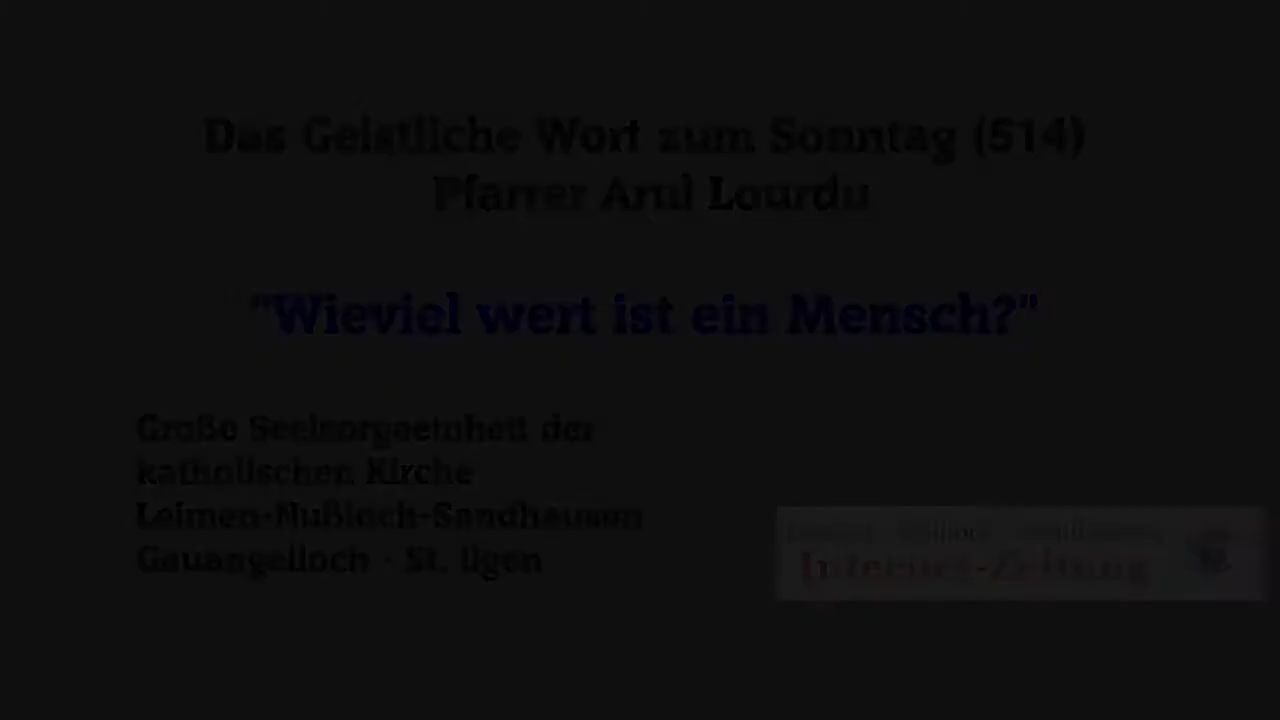 Das Geistliche Wort zum Sonntag (514)
Pfarrer Arul Lourdu
"Wieviel wert ist ein Mensch?"
Große Seelsorgeeinheit der
katholischen Kirche
Leimen-Nußloch-Sandhausen
Gauangelloch - St. Ilgen
Internet-Zeitung